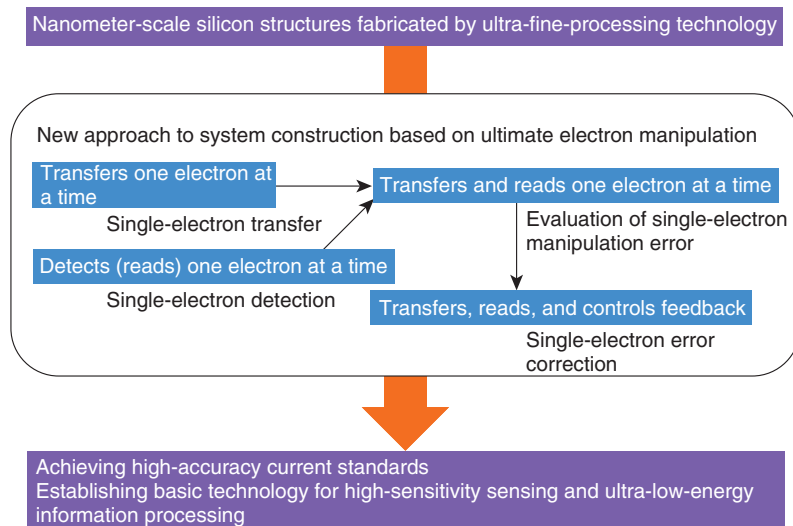 Nanometer-scale silicon structures fabricated by ultra-fine-processing technology
New approach to system construction based on ultimate electron manipulation
Transfers one electron at
a time
Single-electron transfer
Detects (reads) one electron at a time
Single-electron detection
Transfers and reads one electron at a time
Evaluation of single-electron
manipulation error
Transfers, reads, and controls feedback
Single-electron error
correction
Achieving high-accuracy current standards
Establishing basic technology for high-sensitivity sensing and ultra-low-energy
information processing